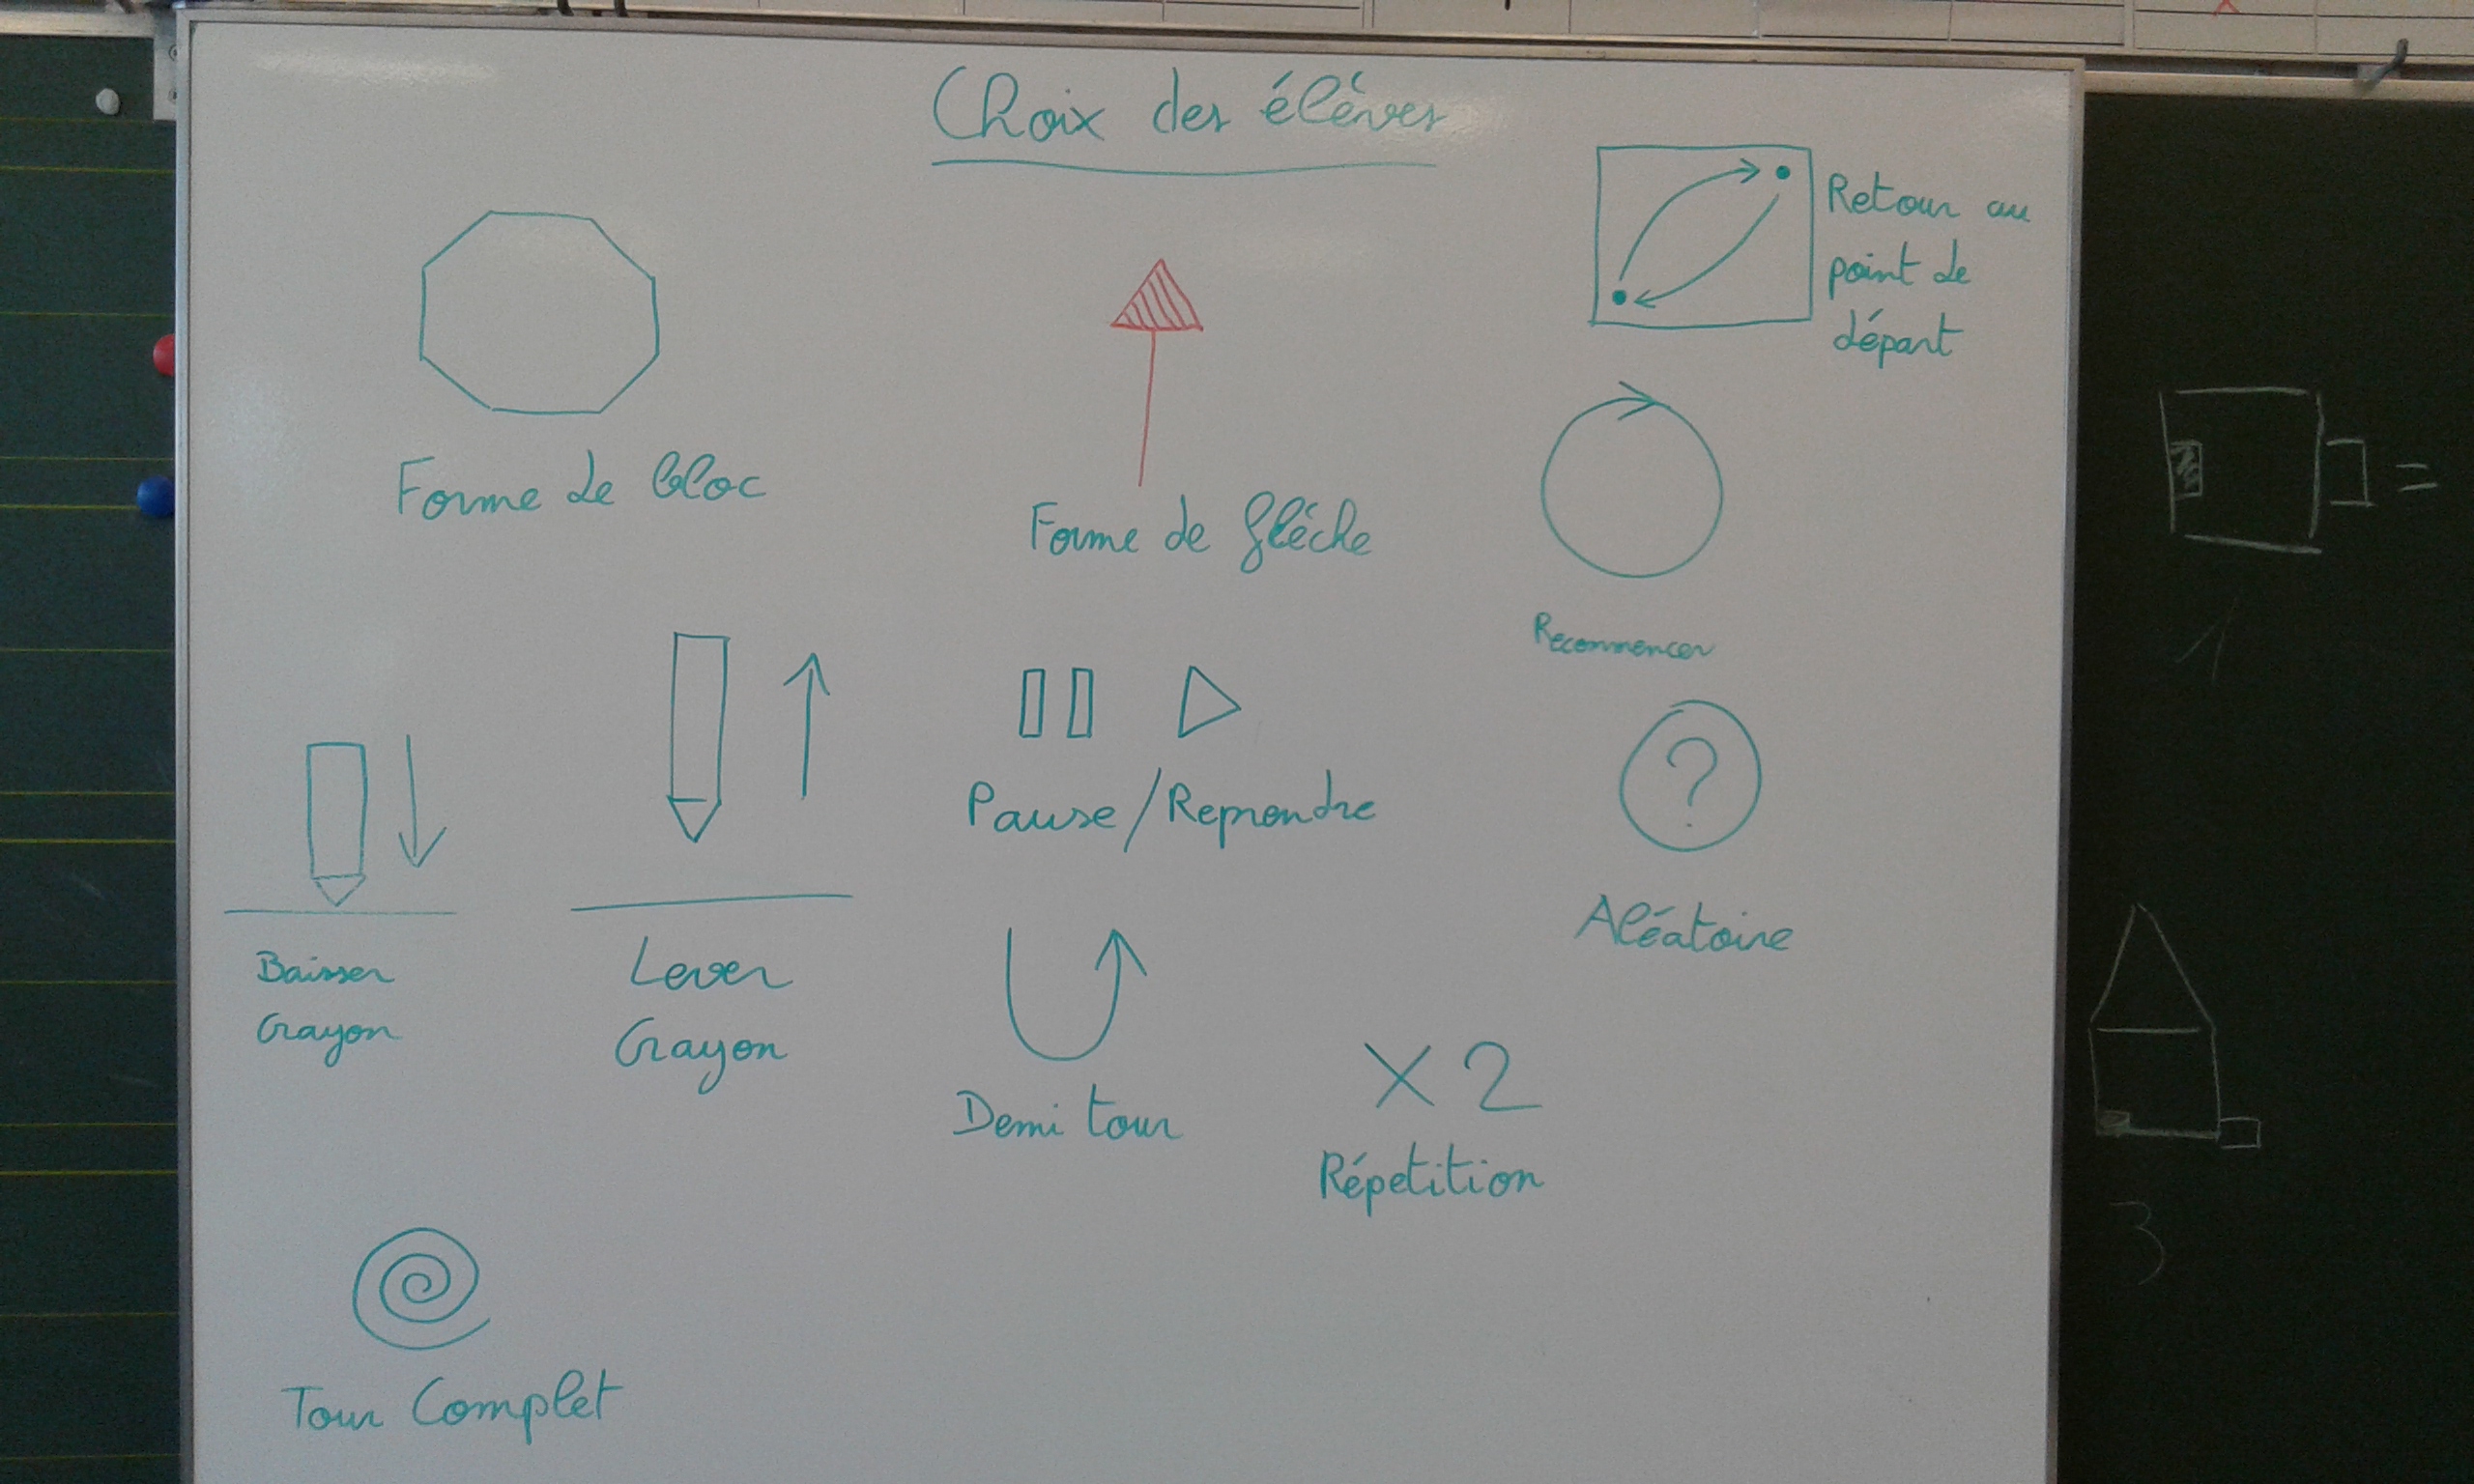 Choix des élèves
Retour au
point de
départ
Forme de bloc
Forme de flèche
Recommencer
?
Pause/Reprendre
Aléatoire
Baisser
Crayon
Lever
Crayon
Demi tour
X 2
Répetition
Tour Complet
=
1
3